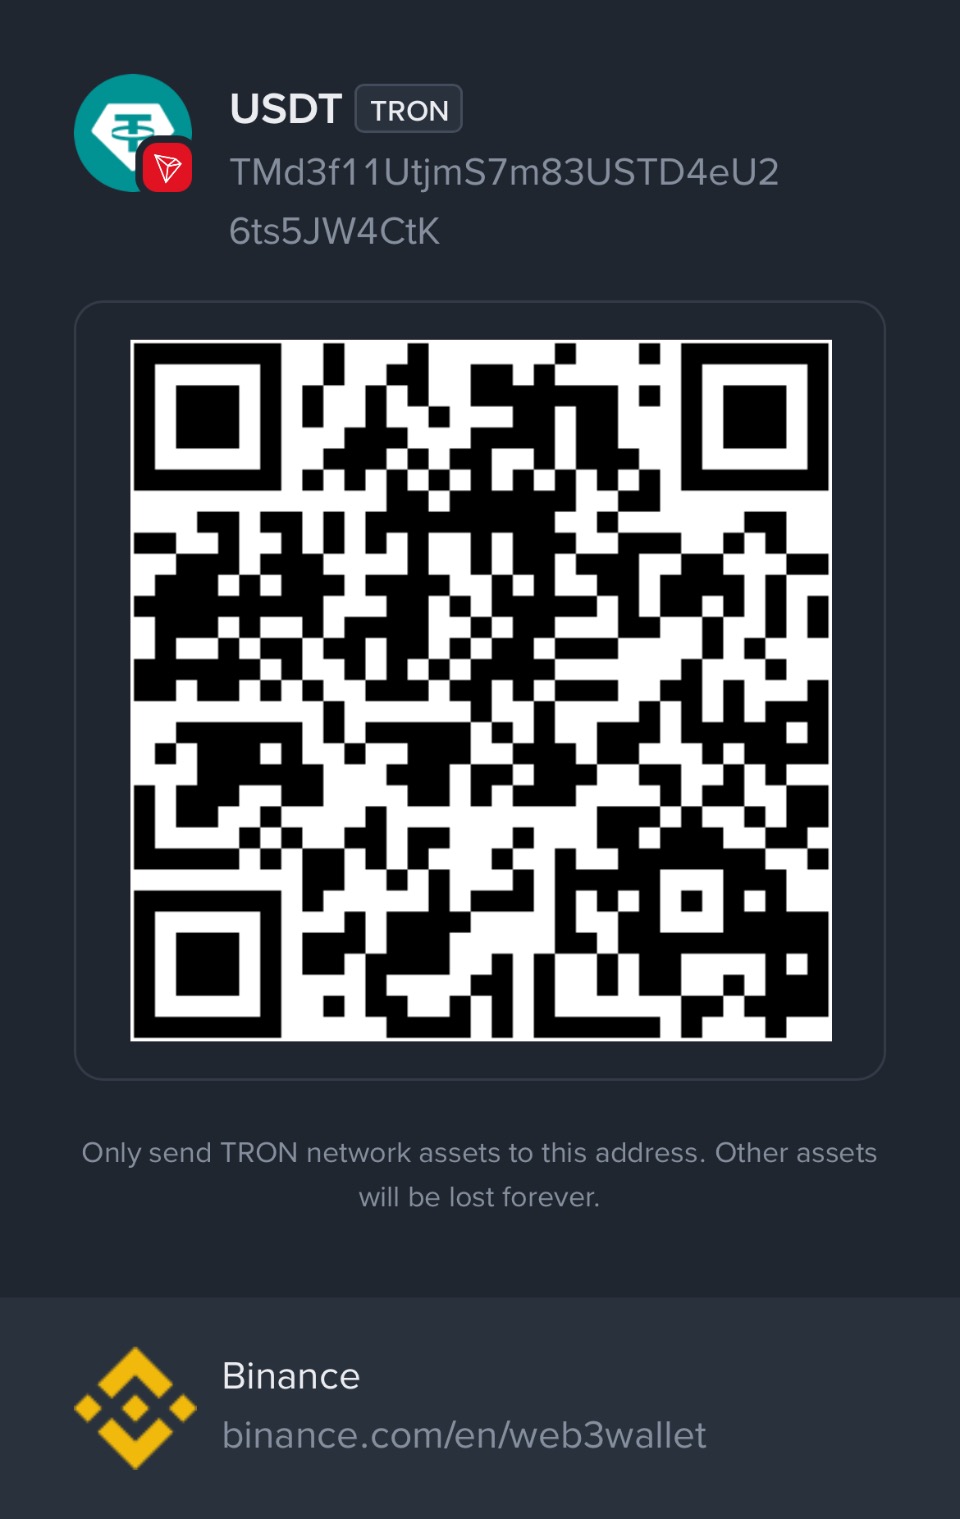 USDT TRON
TMd3f11UtjmS7m83USTD4eU2
6ts5JW4CtK
Only send TRON network assets to this address. Other assets
will be lost forever.
Binance
binance.com/en/web3wallet